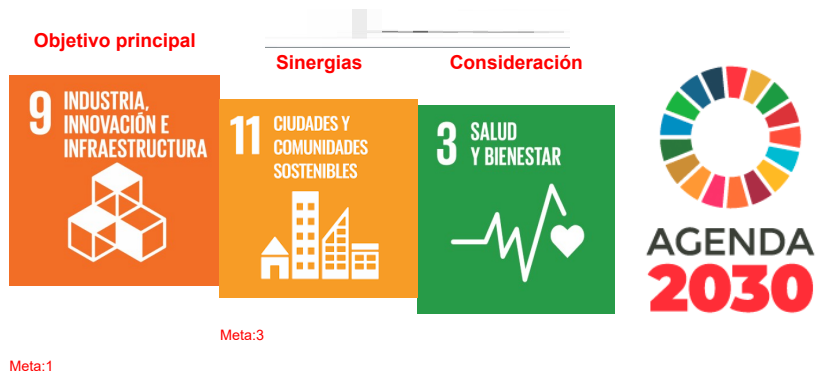 Objetivo principal
Sinergias
Consideración
9 INDUSTRIA,
INNOVACIÓN E
INFRAESTRUCTURA
11 CIUDADES Y
COMUNIDADES
SOSTENIBLES
3 SALUD
Y BIENESTAR
AGENDA
2030
Meta:3
Meta:1